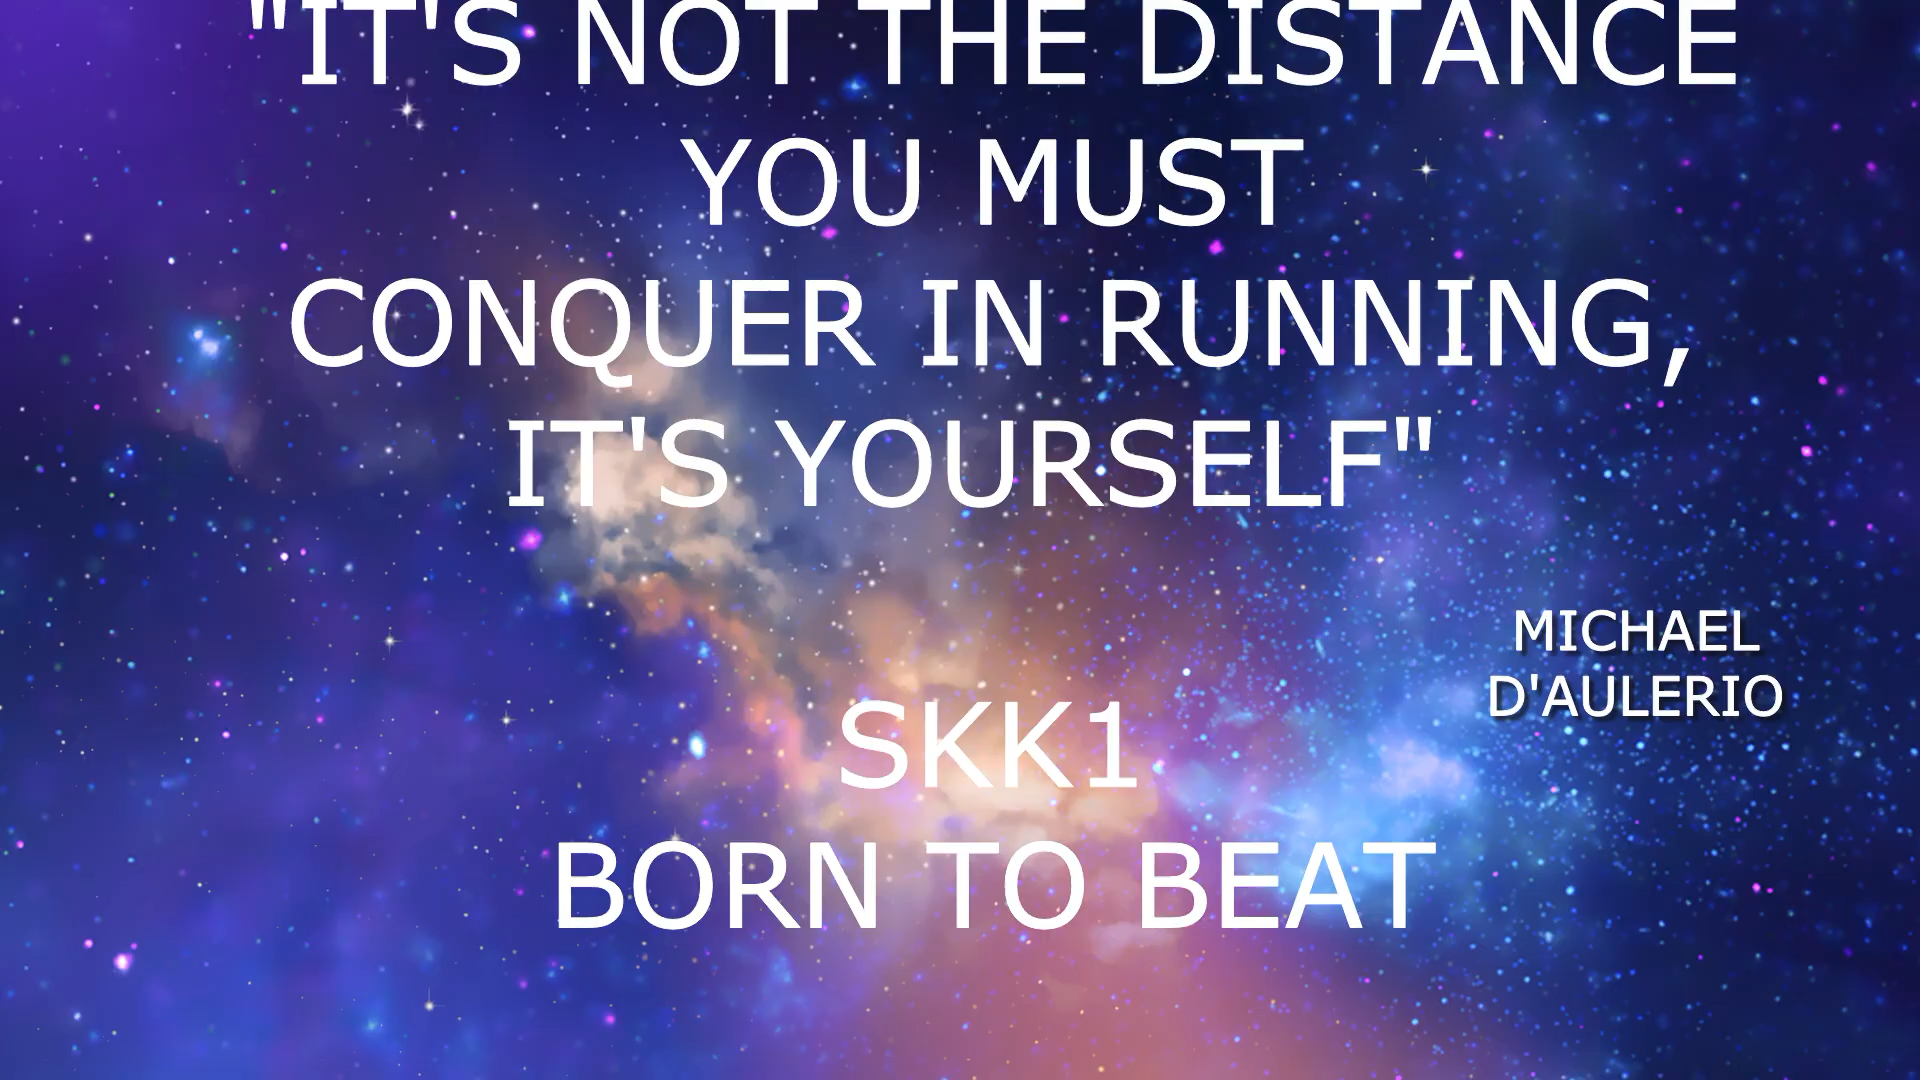 "IT'S NOT THE DISTANCE
YOU MUST
CONQUER IN RUNNING,
IT'S YOURSELF"
MICHAEL
D'AULERIO
SKK1
BORN TO BEAT